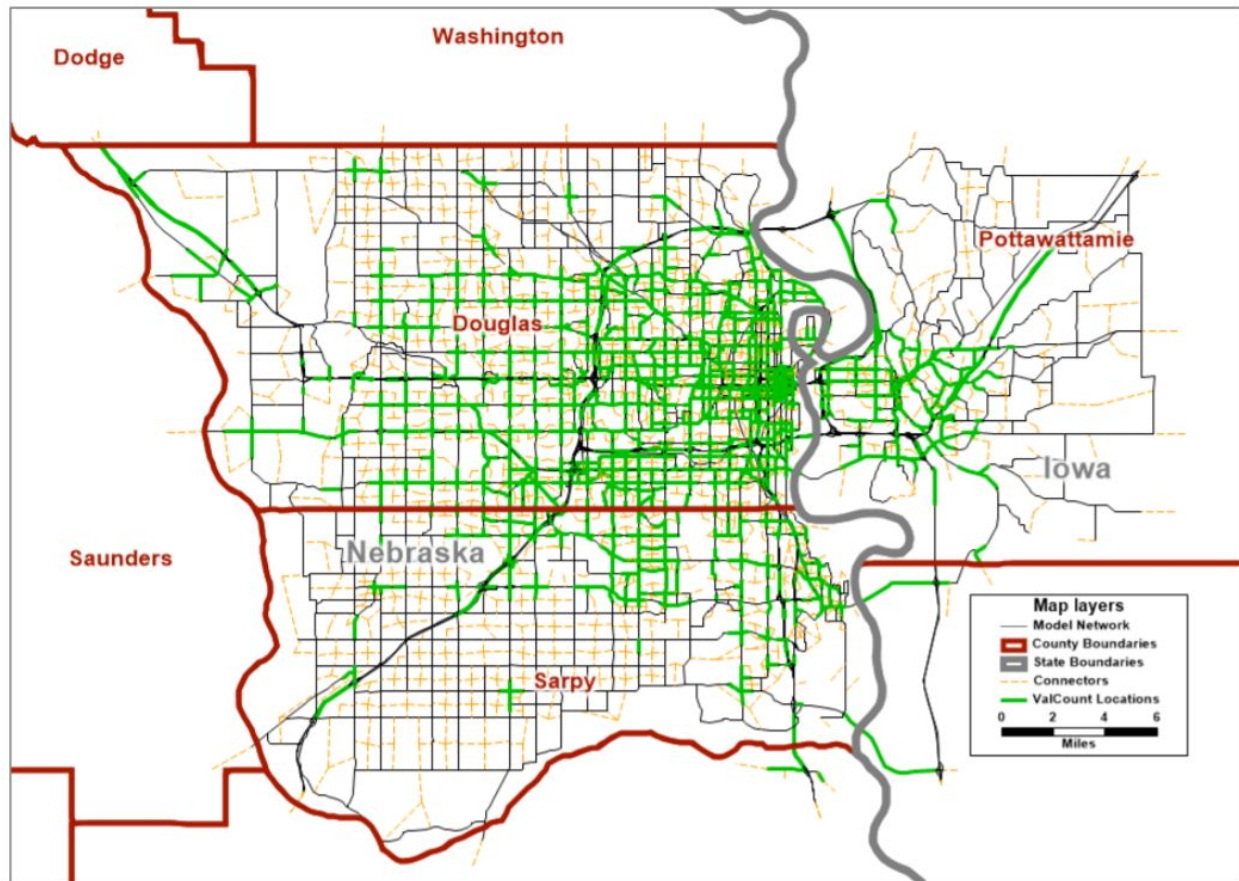 Washington
Dodge
Pottawattamie
Douglas
Iowa
Nebraska
Saunders
Sarpy
Map layers
Model Network
County Boundaries
State Boundaries
Connectors
ValCount Locations
0 2 4 6
Miles